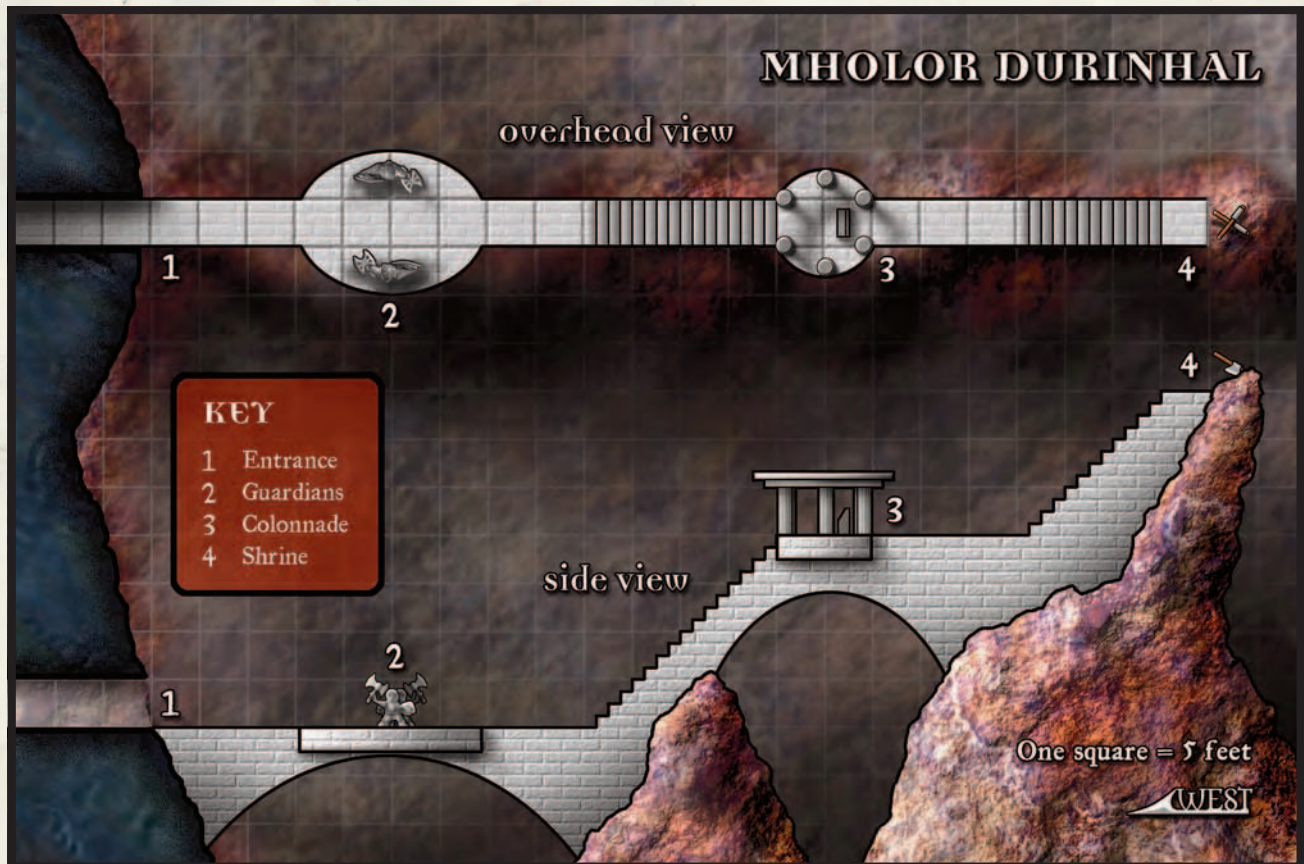 MHOLOR DURINHAL
overhead view
1
2
3
4
KEY
1 Entrance
2 Guardians
3 Colonnade
4 Shrine
4
3
side view
2
1
One square = 5 feet
WEST